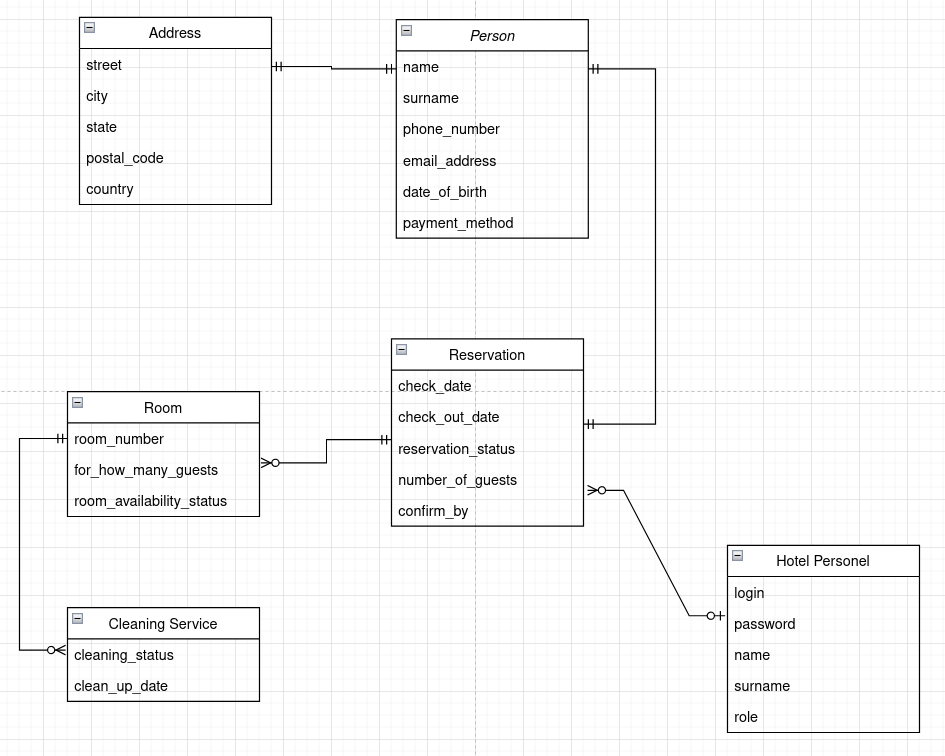 Address
street
city
state
postal_code
country
Person
name
surname
phone_number
email_address
date_of_birth
payment_method
Reservation
check_date
check_out_date
reservation_status
number_of_guests
confirm_by
Room
room_number
for_how_many_guests
room_availability_status
Cleaning Service
cleaning_status
clean_up_date
Hotel Personel
login
password
name
surname
role